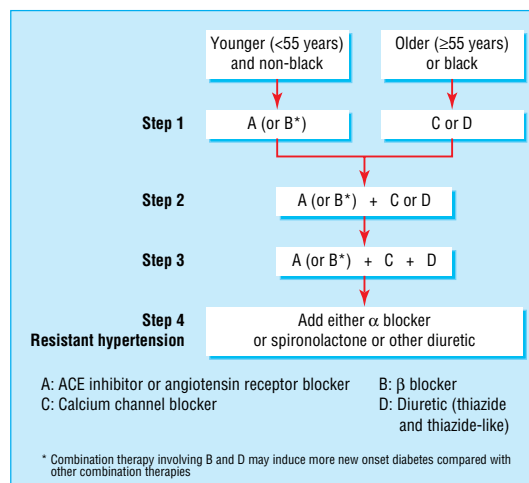 Younger (<55 years)
and non-black
Older (≥55 years)
or black
Step 1
A (or B*)
C or D
Step 2
A (or B*) + C or D
Step 3
A (or B*) + C + D
Step 4
Resistant hypertension
Add either α blocker
or spironolactone or other diuretic
A: ACE inhibitor or angiotensin receptor blocker
B: β blocker
C: Calcium channel blocker
D: Diuretic (thiazide
and thiazide-like)
* Combination therapy involving B and D may induce more new onset diabetes compared with
other combination therapies